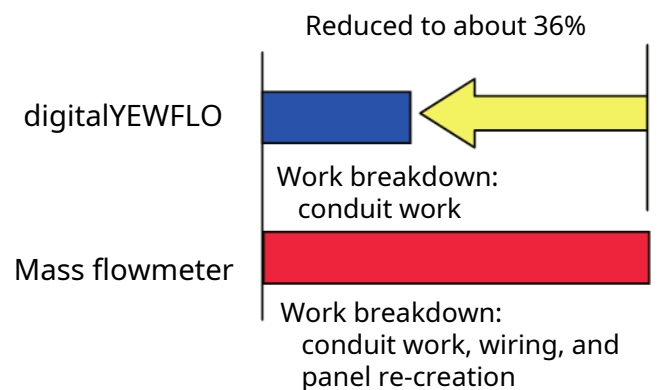 Reduced to about 36%
digitalYEWFLO
Work breakdown:
conduit work
Mass flowmeter
Work breakdown:
conduit work, wiring, and
panel re-creation